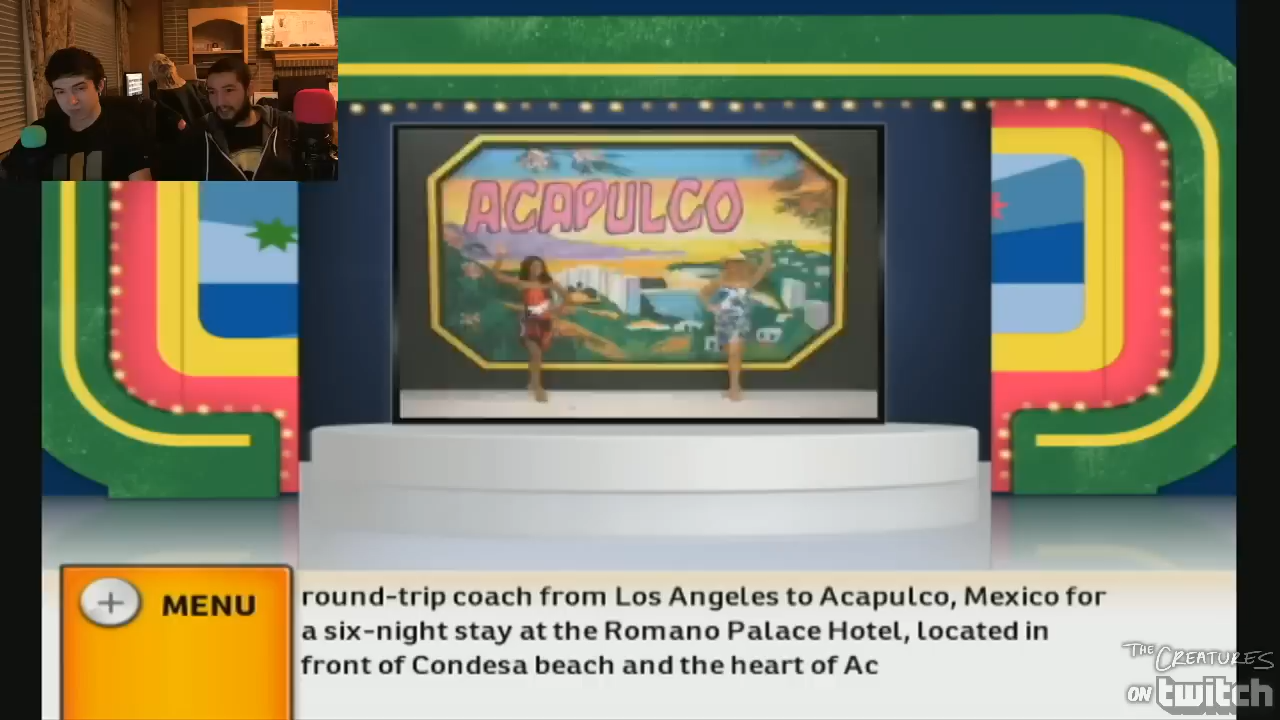 ACAPULCO
+ MENU
round-trip coach from Los Angeles to Acapulco, Mexico for
a six-night stay at the Romano Palace Hotel, located in
front of Condesa beach and the heart of Ac
THE CREATURES
ON twitch